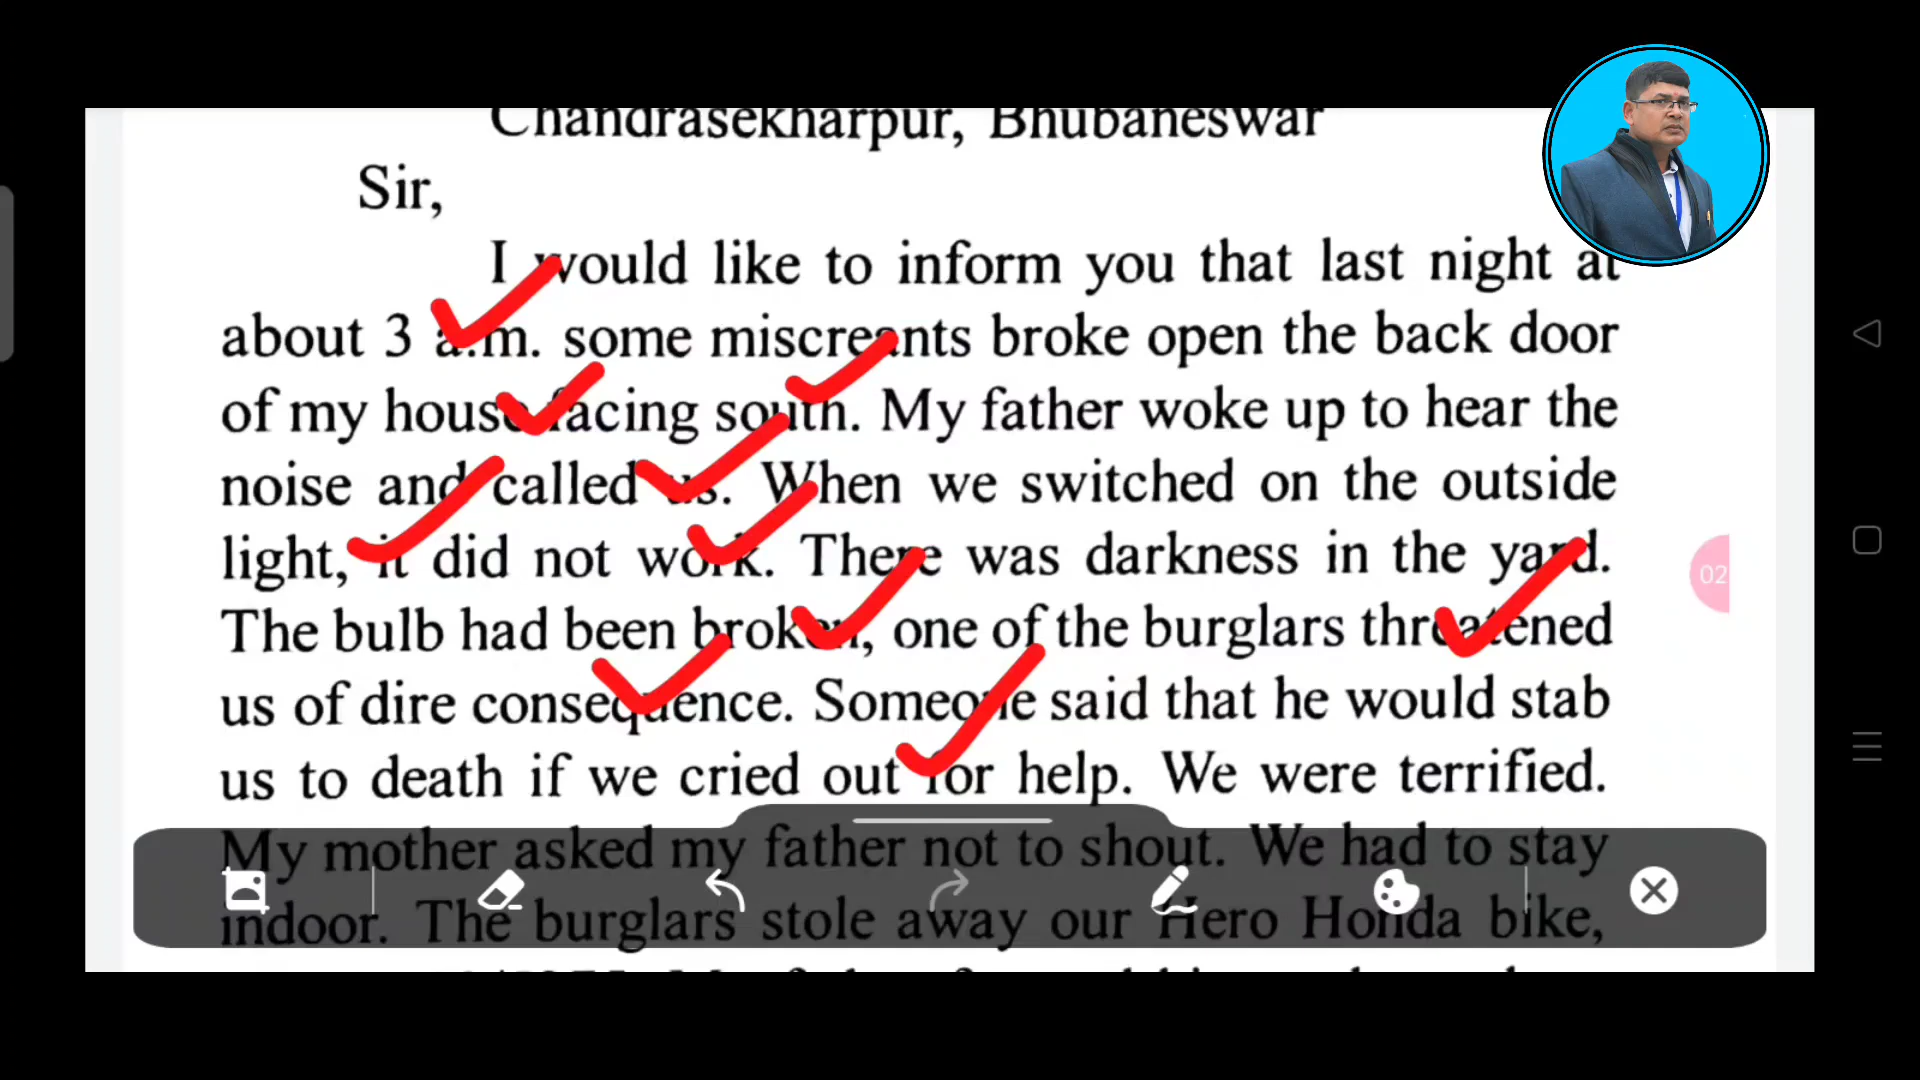 Chandrasekharpur, Bhubaneswar
Sir,
I would like to inform you that last night at
about 3 a.m. some miscreants broke open the back door
of my house facing south. My father woke up to hear the
noise and called us. When we switched on the outside
light, it did not work. There was darkness in the yard.
The bulb had been broken, one of the burglars threatened
us of dire consequence. Someone said that he would stab
us to death if we cried out for help. We were terrified.
My mother asked my father not to shout. We had to stay
indoor. The burglars stole away our Hero Honda bike,
02